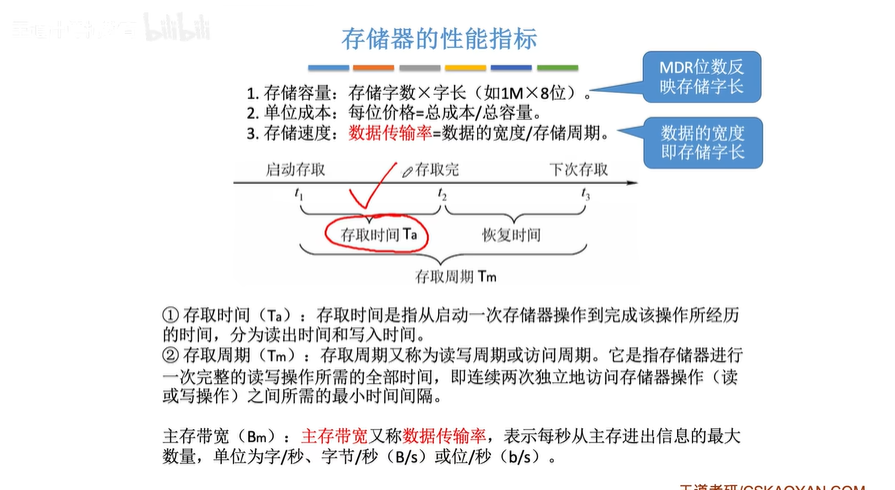 bilibili
存储器的性能指标
1. 存储容量：存储字数×字长（如1M×8位）。
MDR位数反
映存储字长
2. 单位成本：每位价格=总成本/总容量。
3. 存储速度：数据传输率=数据的宽度/存储周期。
数据的宽度
即存储字长
启动存取 存取完 下次存取
t1 t2 t3
存取时间 Ta 恢复时间
存取周期 Tm
① 存取时间（Ta）：存取时间是指从启动一次存储器操作到完成该操作所经历
的时间，分为读出时间和写入时间。
② 存取周期（Tm）：存取周期又称为读写周期或访问周期。它是指存储器进行
一次完整的读写操作所需的全部时间，即连续两次独立地访问存储器操作（读
或写操作）之间所需的最小时间间隔。
主存带宽（Bm）：主存带宽又称数据传输率，表示每秒从主存进出信息的最大
数量，单位为字/秒、字节/秒（B/s）或位/秒（b/s）。
王道考研/CSKAOYAN.COM